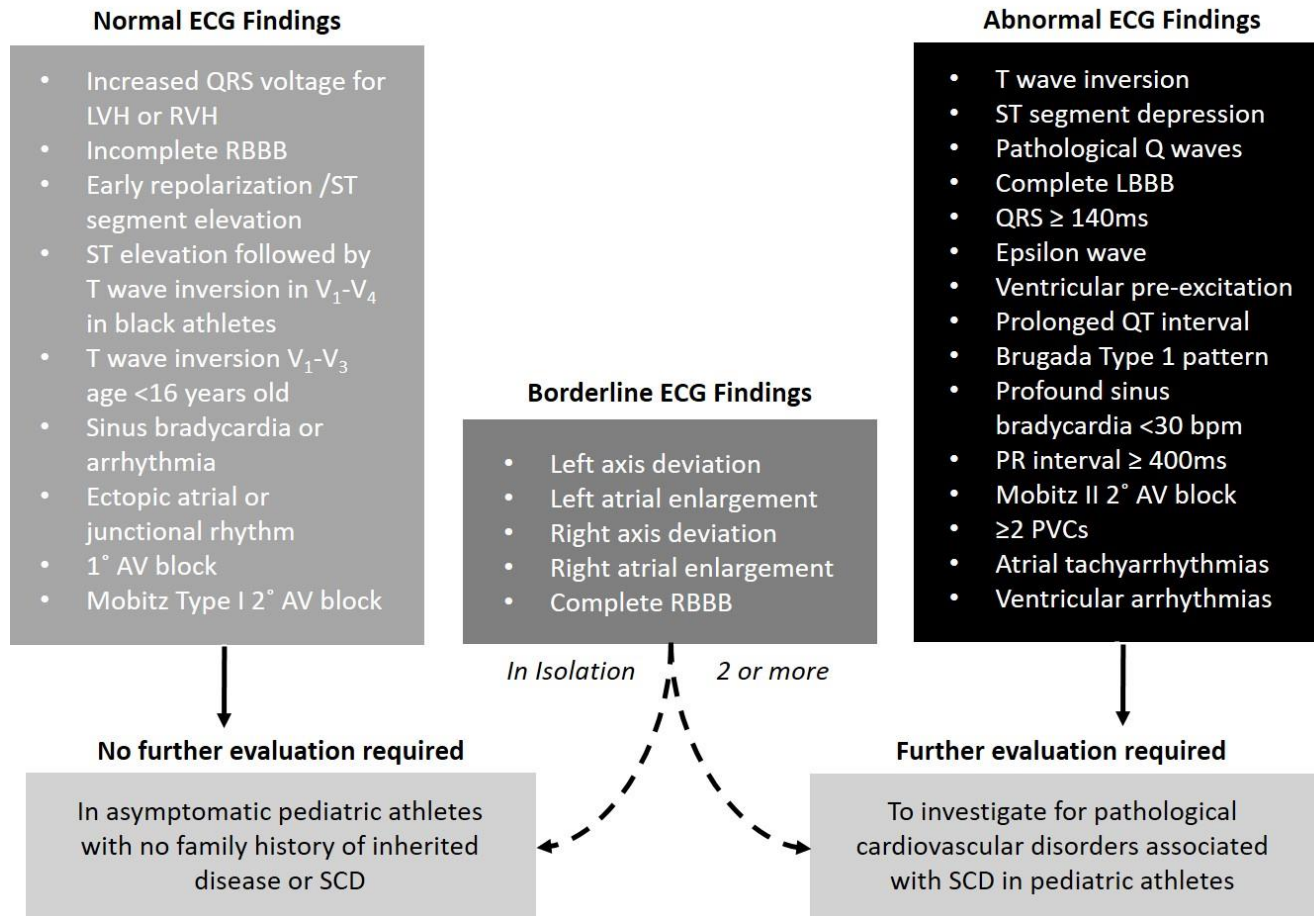 Normal ECG Findings
• Increased QRS voltage for
LVH or RVH
• Incomplete RBBB
• Early repolarization /ST
segment elevation
• ST elevation followed by
T wave inversion in V₁-V₄
in black athletes
• T wave inversion V₁-V₃
age <16 years old
• Sinus bradycardia or
arrhythmia
• Ectopic atrial or
junctional rhythm
• 1˚ AV block
• Mobitz Type I 2˚ AV block
Borderline ECG Findings
• Left axis deviation
• Left atrial enlargement
• Right axis deviation
• Right atrial enlargement
• Complete RBBB
Abnormal ECG Findings
• T wave inversion
• ST segment depression
• Pathological Q waves
• Complete LBBB
• QRS ≥ 140ms
• Epsilon wave
• Ventricular pre-excitation
• Prolonged QT interval
• Brugada Type 1 pattern
• Profound sinus
bradycardia <30 bpm
• PR interval ≥ 400ms
• Mobitz II 2˚ AV block
• ≥2 PVCs
• Atrial tachyarrhythmias
• Ventricular arrhythmias
In Isolation
2 or more
No further evaluation required
In asymptomatic pediatric athletes
with no family history of inherited
disease or SCD
Further evaluation required
To investigate for pathological
cardiovascular disorders associated
with SCD in pediatric athletes